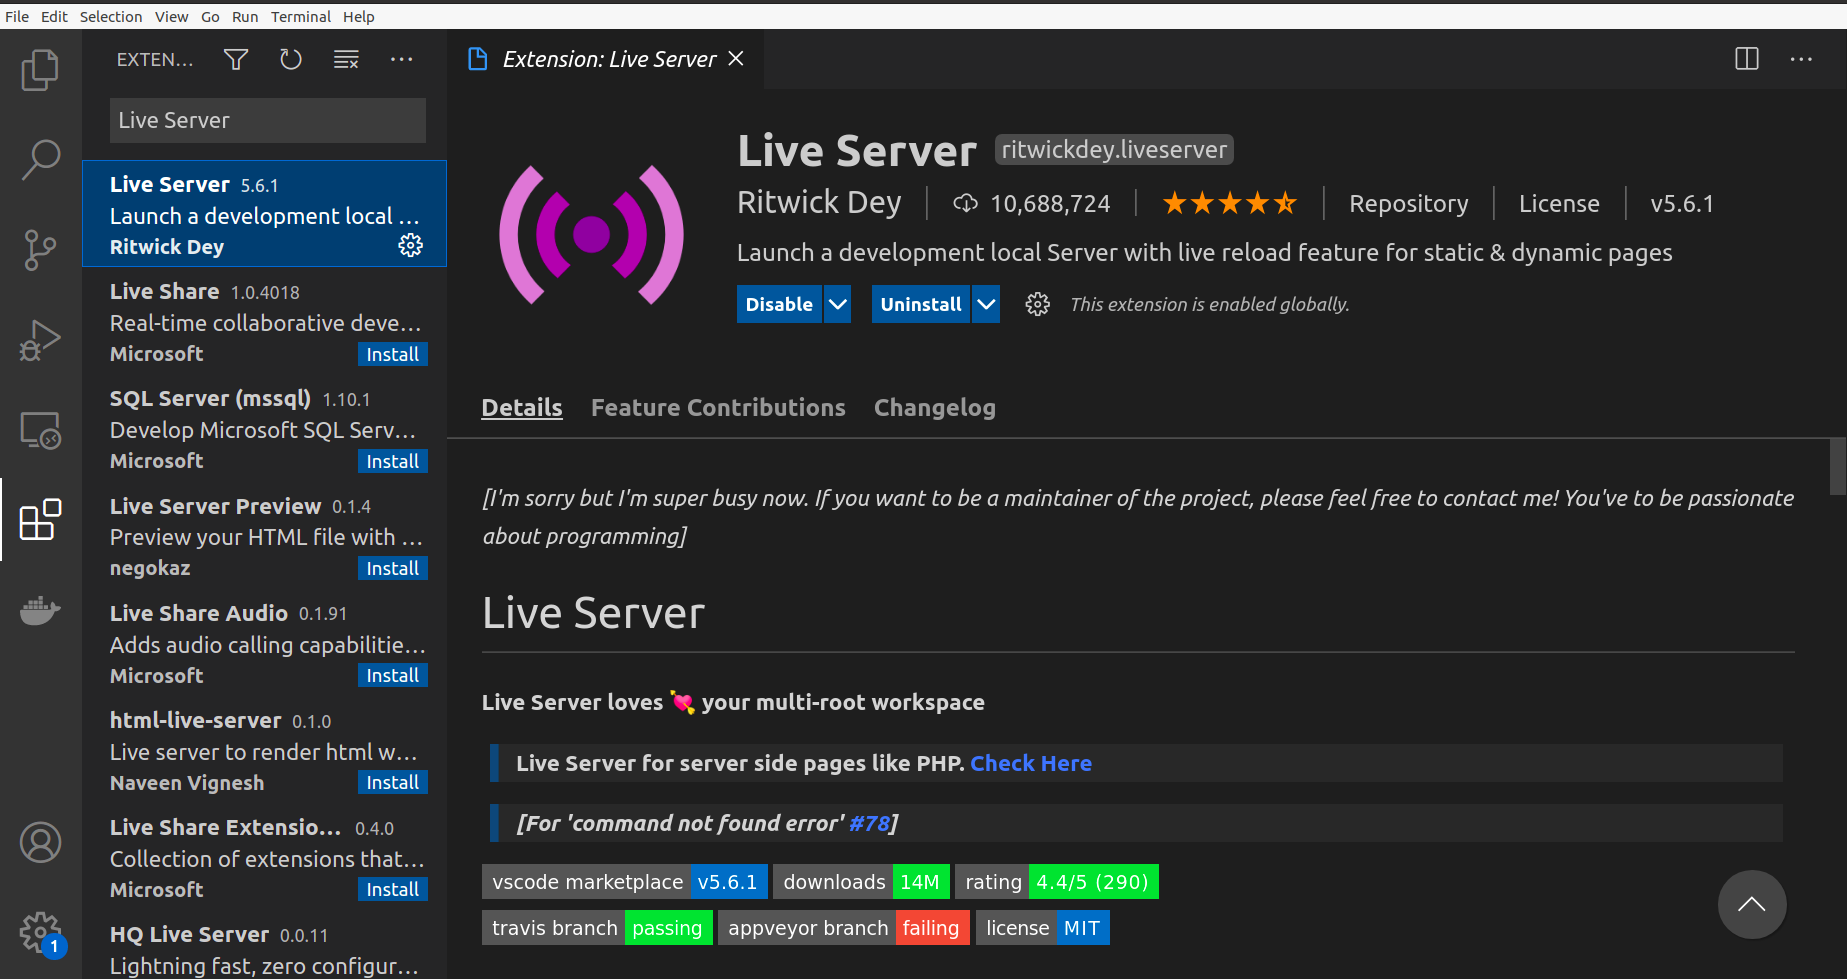 File Edit Selection View Go Run Terminal Help
EXTEN...
Live Server
Live Server 5.6.1
Launch a development local ...
Ritwick Dey
Live Share 1.0.4018
Real-time collaborative deve...
Microsoft Install
SQL Server (mssql) 1.10.1
Develop Microsoft SQL Serv...
Microsoft Install
Live Server Preview 0.1.4
Preview your HTML file with ...
negokaz Install
Live Share Audio 0.1.91
Adds audio calling capabilitie...
Microsoft Install
html-live-server 0.1.0
Live server to render html w...
Naveen Vignesh Install
Live Share Extensio... 0.4.0
Collection of extensions that...
Microsoft Install
HQ Live Server 0.0.11
Lightning fast, zero configur...
1
Extension: Live Server
Live Server ritwickdey.liveserver
Ritwick Dey 10,688,724 Repository License v5.6.1
Launch a development local Server with live reload feature for static & dynamic pages
Disable Uninstall This extension is enabled globally.
Details Feature Contributions Changelog
[I'm sorry but I'm super busy now. If you want to be a maintainer of the project, please feel free to contact me! You've to be passionate
about programming]
Live Server
Live Server loves 💘 your multi-root workspace
Live Server for server side pages like PHP. Check Here
[For 'command not found error' #78]
vscode marketplace v5.6.1 downloads 14M rating 4.4/5 (290)
travis branch passing appveyor branch failing license MIT